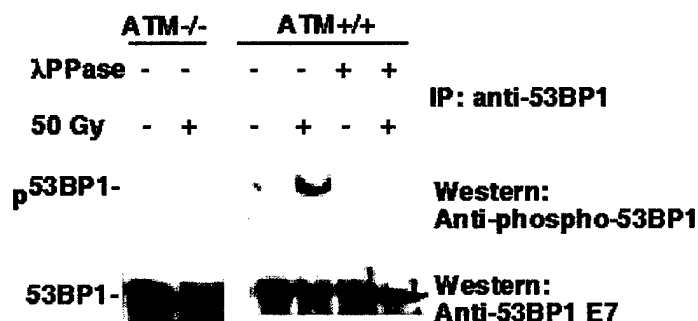 ATM-/- ATM+/+
λPPase - - - - + +
IP: anti-53BP1
50 Gy - + - + - +
p53BP1- Western:
Anti-phospho-53BP1
53BP1- Western:
Anti-53BP1 E7